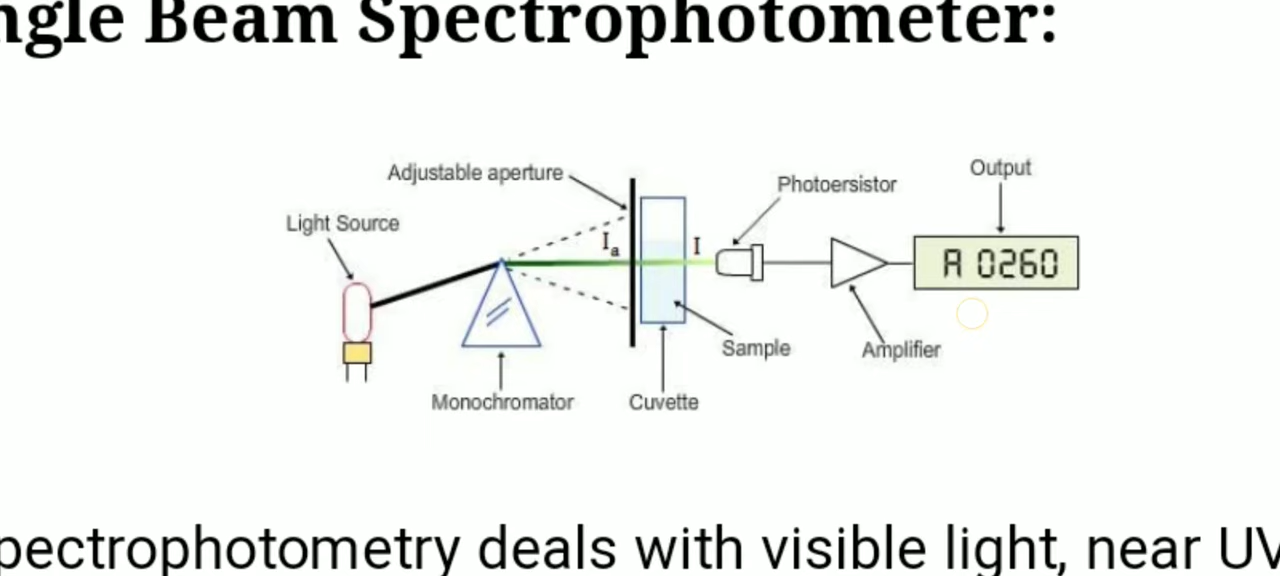 ngle Beam Spectrophotometer:
Adjustable aperture
Output
Photoersistor
Light Source
Ia
I
A 0260
Sample
Amplifier
Monochromator
Cuvette
pectrophotometry deals with visible light, near UV